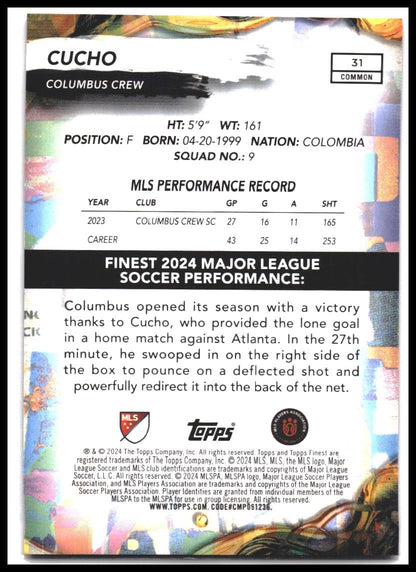 CUCHO
COLUMBUS CREW
31
COMMON
HT: 5'9" WT: 161
POSITION: F BORN: 04-20-1999 NATION: COLOMBIA
SQUAD NO.: 9
MLS PERFORMANCE RECORD
YEAR CLUB GP G A SHT
2023 COLUMBUS CREW SC 27 16 11 165
CAREER 43 25 14 253
FINEST 2024 MAJOR LEAGUE
SOCCER PERFORMANCE:
Columbus opened its season with a victory
thanks to Cucho, who provided the lone goal
in a home match against Atlanta. In the 27th
minute, he swooped in on the right side of
the box to pounce on a deflected shot and
powerfully redirect it into the back of the net.
MLS
Topps
® & © 2024 The Topps Company, Inc. All rights reserved. Topps and Topps Finest are
registered trademarks of The Topps Company, Inc. © 2024 MLS, MLS, the MLS logo, Major
League Soccer and MLS club identifications are trademarks and copyrights of Major League
Soccer, L.L.C. All rights reserved. © 2024 MLSPA, MLSPA logo, Major League Soccer Players
Association, and MLS Players Association are trademarks and copyrights of Major League Soccer
Players Association. Player Identities are granted from individual members of the
MLSPA to the MLSPA for use in group licensing. All rights reserved.
WWW.TOPPS.COM. CODE#CMP091236.